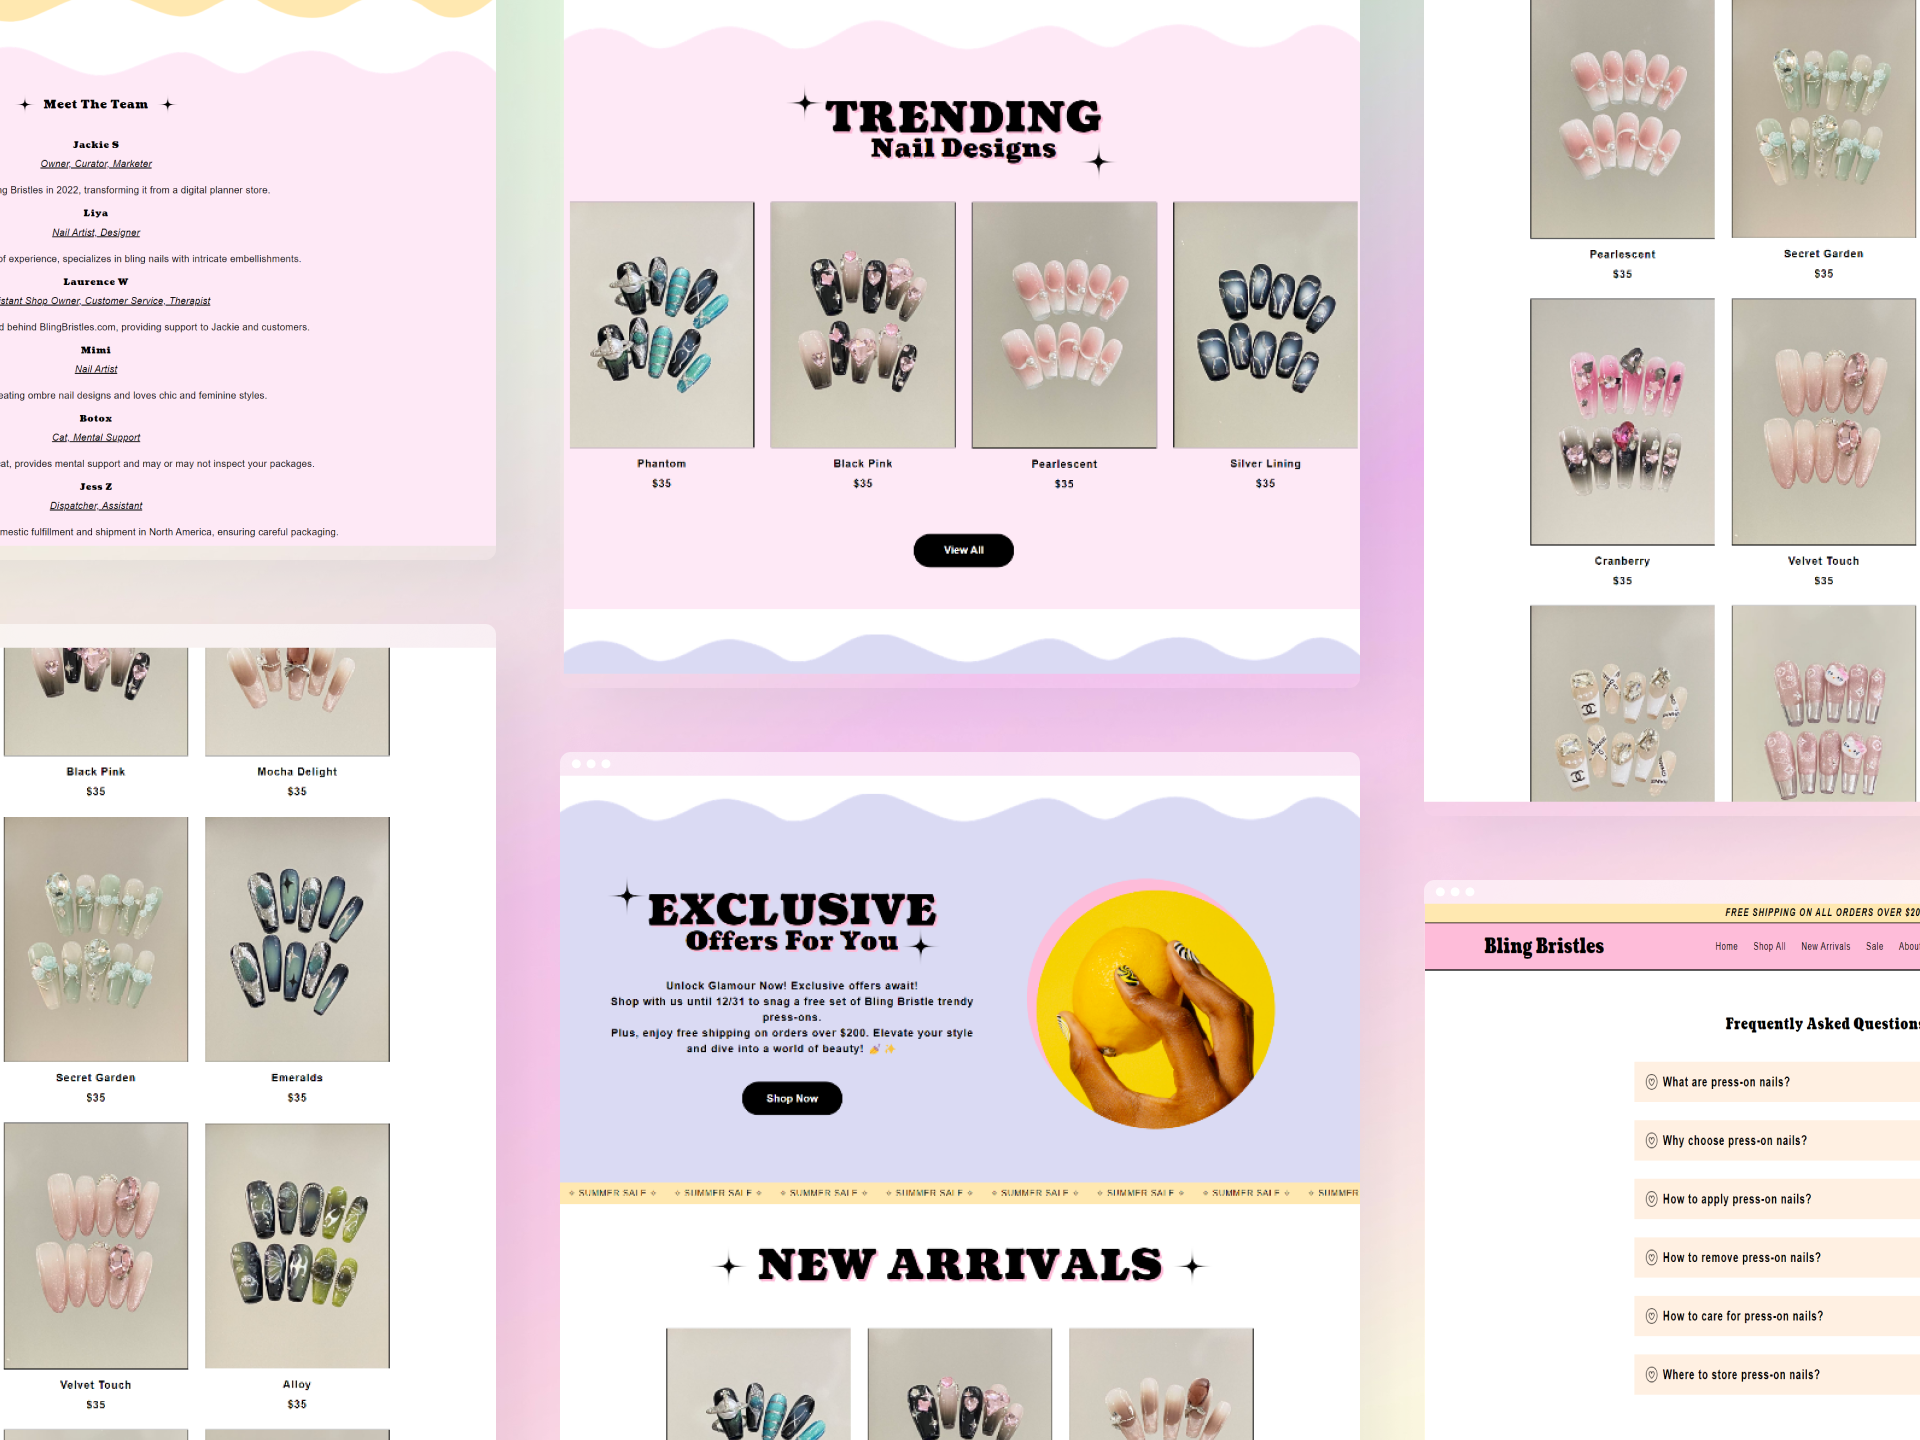 Meet The Team
Jackie S
Owner, Curator, Marketer
Bristles in 2022, transforming it from a digital planner store.
Liya
Nail Artist, Designer
of experience, specializes in bling nails with intricate embellishments.
Laurence W
Shop Owner, Customer Service, Therapist
behind BlingBristles.com, providing support to Jackie and customers.
Mimi
Nail Artist
ombre nail designs and loves chic and feminine styles.
Botox
Cat, Mental Support
provides mental support and may or may not inspect your packages.
Jess Z
Dispatcher, Assistant
fulfillment and shipment in North America, ensuring careful packaging.
Black Pink
$35
Mocha Delight
$35
Secret Garden
$35
Emeralds
$35
Velvet Touch
$35
Alloy
$35
TRENDING
Nail Designs
Phantom
$35
Black Pink
$35
Pearlescent
$35
Silver Lining
$35
View All
EXCLUSIVE
Offers For You
Unlock Glamour Now! Exclusive offers await!
Shop with us until 12/31 to snag a free set of Bling Bristle trendy
press-ons.
Plus, enjoy free shipping on orders over $200. Elevate your style
and dive into a world of beauty! 💅✨
Shop Now
SUMMER SALE SUMMER SALE SUMMER SALE SUMMER SALE SUMMER SALE SUMMER SALE SUMMER SALE SUMMER
NEW ARRIVALS
Pearlescent
$35
Secret Garden
$35
Cranberry
$35
Velvet Touch
$35
FREE SHIPPING ON ALL ORDERS OVER $20
Bling Bristles
Home Shop All New Arrivals Sale About
Frequently Asked Questions
What are press-on nails?
Why choose press-on nails?
How to apply press-on nails?
How to remove press-on nails?
How to care for press-on nails?
Where to store press-on nails?